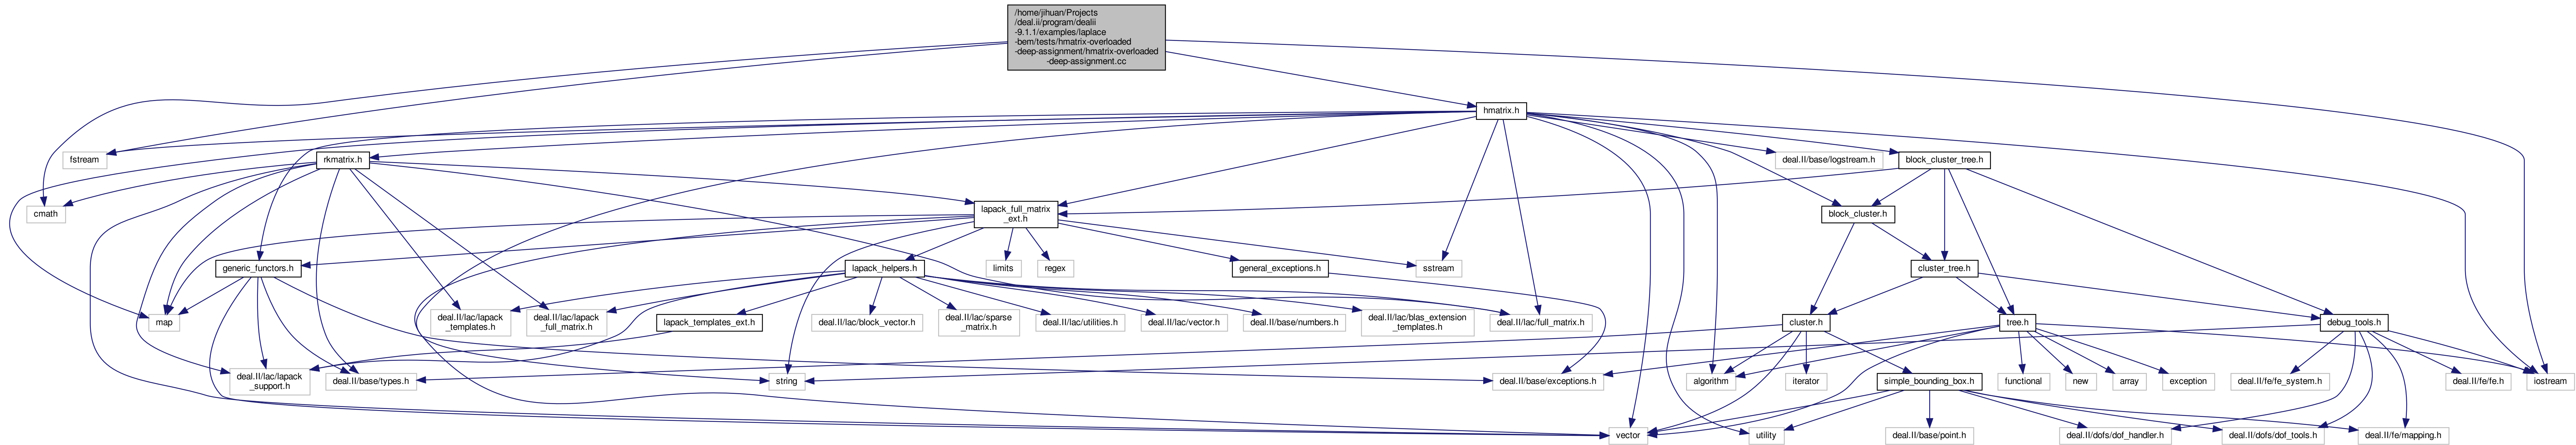 /home/jihuan/Projects
/deal.ii/program/dealii
-9.1.1/examples/laplace
-bem/tests/hmatrix-overloaded
-deep-assignment/hmatrix-overloaded
-deep-assignment.cc
hmatrix.h
fstream
rkmatrix.h
deal.II/base/logstream.h
block_cluster_tree.h
cmath
lapack_full_matrix
_ext.h
block_cluster.h
generic_functors.h
lapack_helpers.h
limits
regex
general_exceptions.h
sstream
cluster_tree.h
map
deal.II/lac/lapack
_templates.h
deal.II/lac/lapack
_full_matrix.h
lapack_templates_ext.h
deal.II/lac/block_vector.h
deal.II/lac/sparse
_matrix.h
deal.II/lac/utilities.h
deal.II/lac/vector.h
deal.II/base/numbers.h
deal.II/lac/blas_extension
_templates.h
deal.II/lac/full_matrix.h
cluster.h
tree.h
debug_tools.h
deal.II/lac/lapack
_support.h
deal.II/base/types.h
string
deal.II/base/exceptions.h
algorithm
iterator
simple_bounding_box.h
functional
new
array
exception
deal.II/fe/fe_system.h
deal.II/fe/fe.h
iostream
vector
utility
deal.II/base/point.h
deal.II/dofs/dof_handler.h
deal.II/dofs/dof_tools.h
deal.II/fe/mapping.h